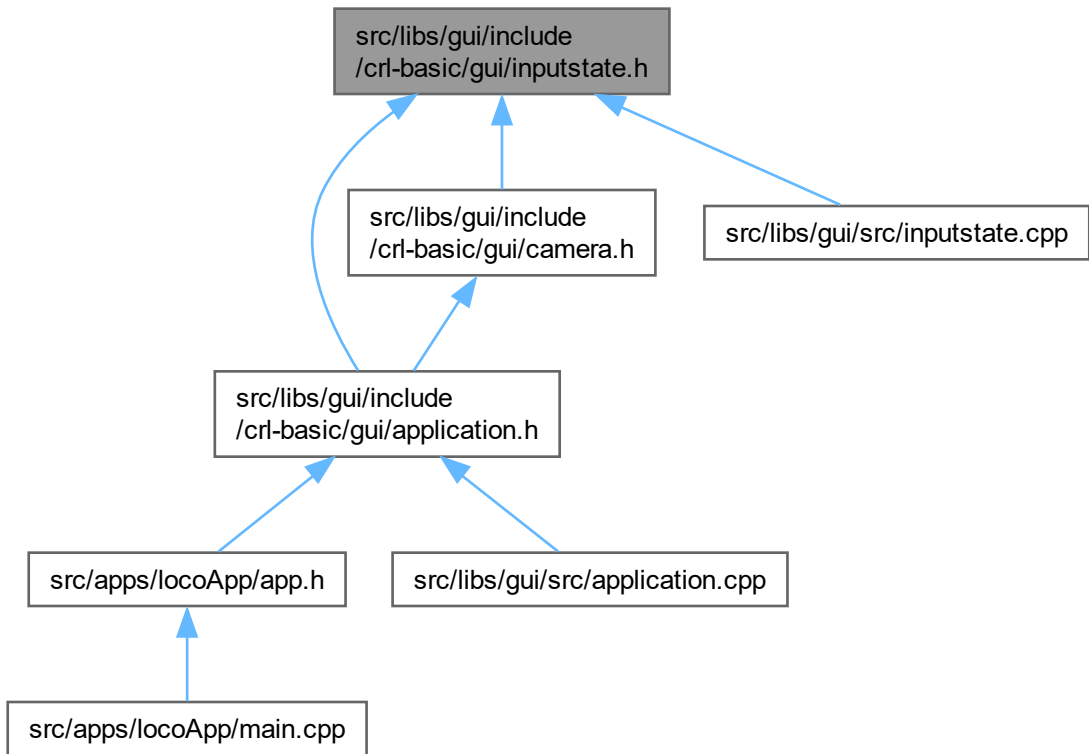 src/libs/gui/include
/crl-basic/gui/inputstate.h
src/libs/gui/include
/crl-basic/gui/camera.h
src/libs/gui/src/inputstate.cpp
src/libs/gui/include
/crl-basic/gui/application.h
src/apps/locoApp/app.h
src/libs/gui/src/application.cpp
src/apps/locoApp/main.cpp